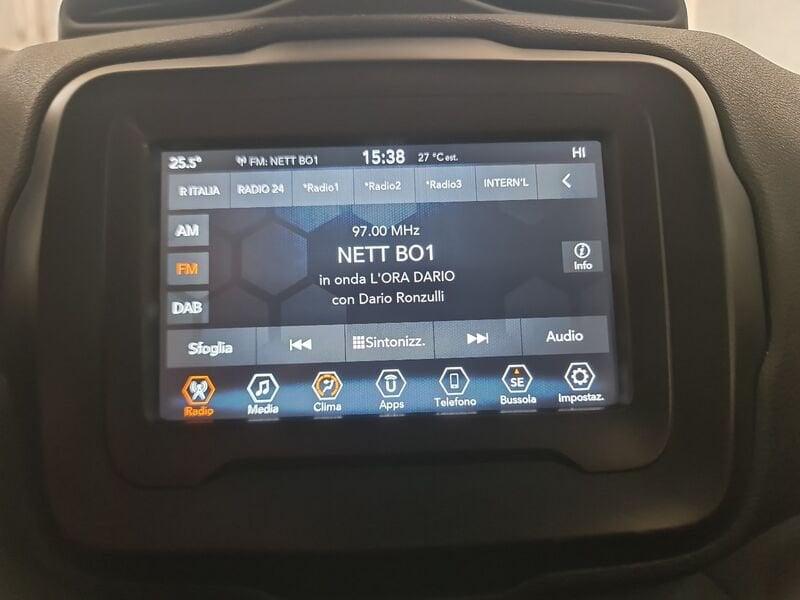 25.5° FM: NETT BO1 15:38 27 °C est. HI
R ITALIA RADIO 24 *Radio1 *Radio2 *Radio3 INTERN'L
AM
FM
DAB
97.00 MHz
NETT BO1
in onda L'ORA DARIO
con Dario Ronzulli
Info
Sfoglia Sintonizz. Audio
SE
Radio Media Clima Apps Telefono Bussola Impostaz.